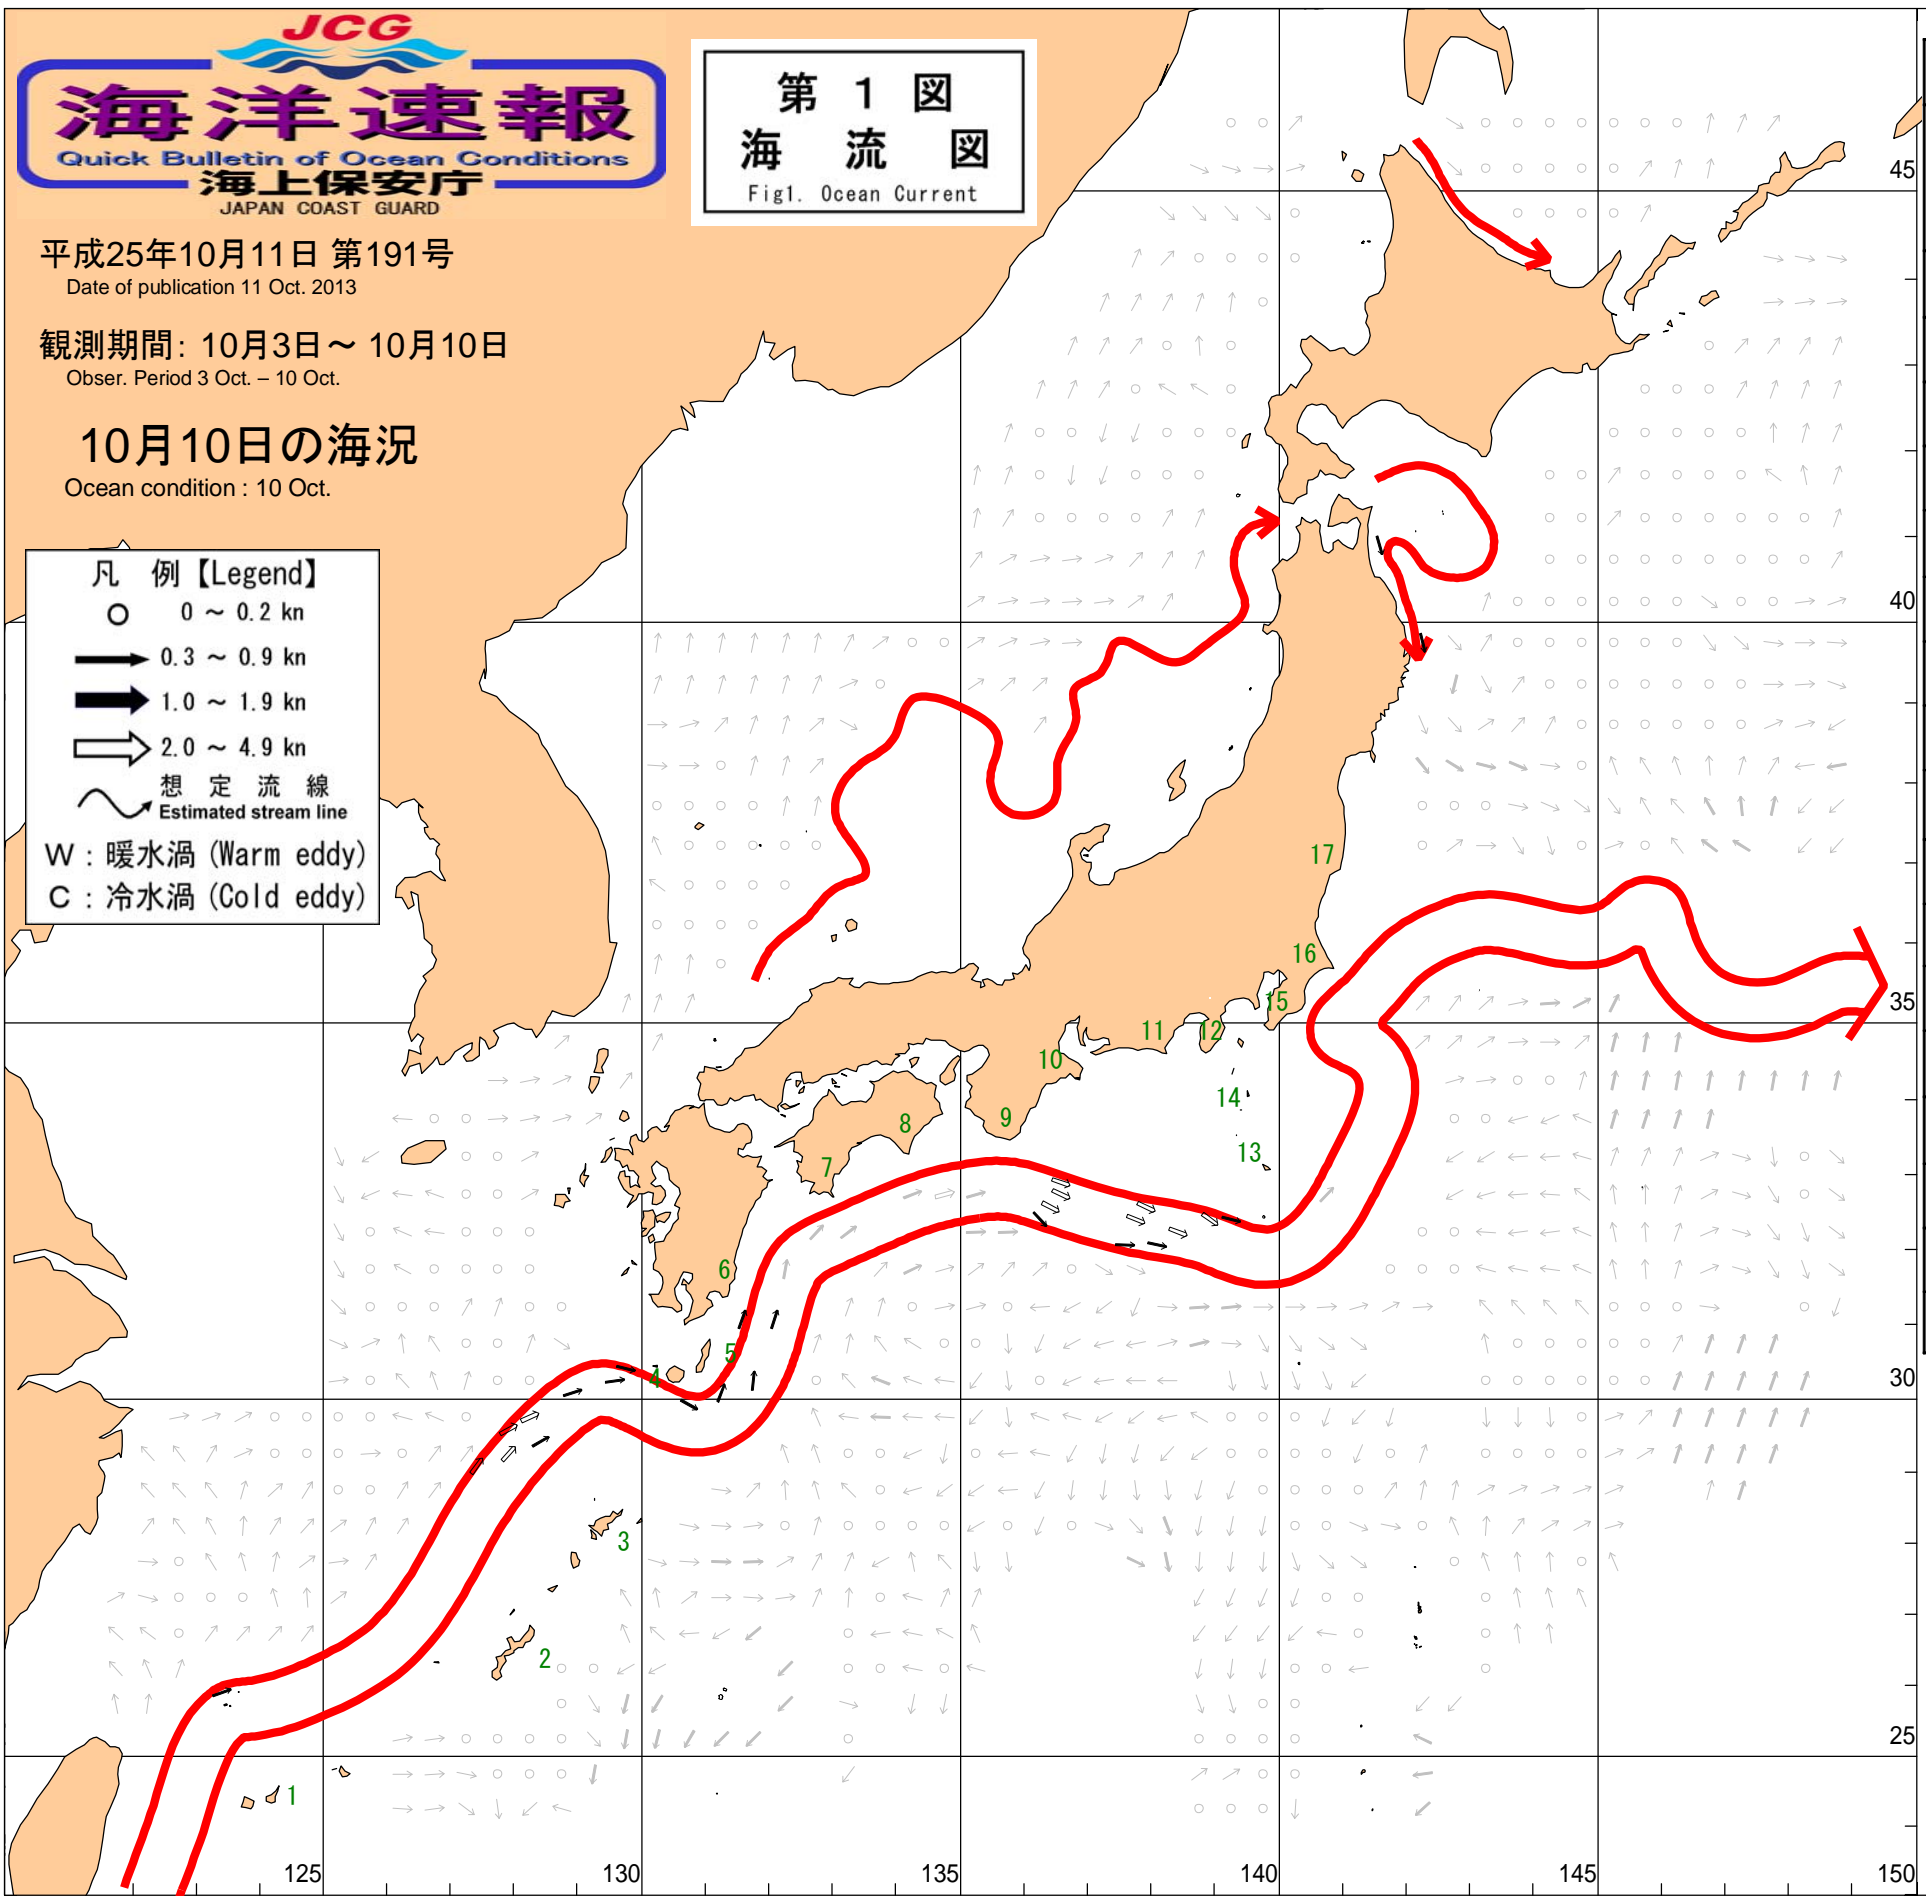 JCG
海洋速報
Quick Bulletin of Ocean Conditions
海上保安庁
JAPAN COAST GUARD
第 1 図
海 流 図
Fig1. Ocean Current
平成25年10月11日 第191号
Date of publication 11 Oct. 2013
観測期間: 10月3日～ 10月10日
Obser. Period 3 Oct. – 10 Oct.
10月10日の海況
Ocean condition : 10 Oct.
凡 例【Legend】
0 ～ 0.2 kn
0.3 ～ 0.9 kn
1.0 ～ 1.9 kn
2.0 ～ 4.9 kn
想 定 流 線
Estimated stream line
W : 暖水渦 (Warm eddy)
C : 冷水渦 (Cold eddy)
45
40
35
30
25
17
16
15
12
11
10
14
13
9
8
7
6
5
4
3
2
1
125
130
135
140
145
150